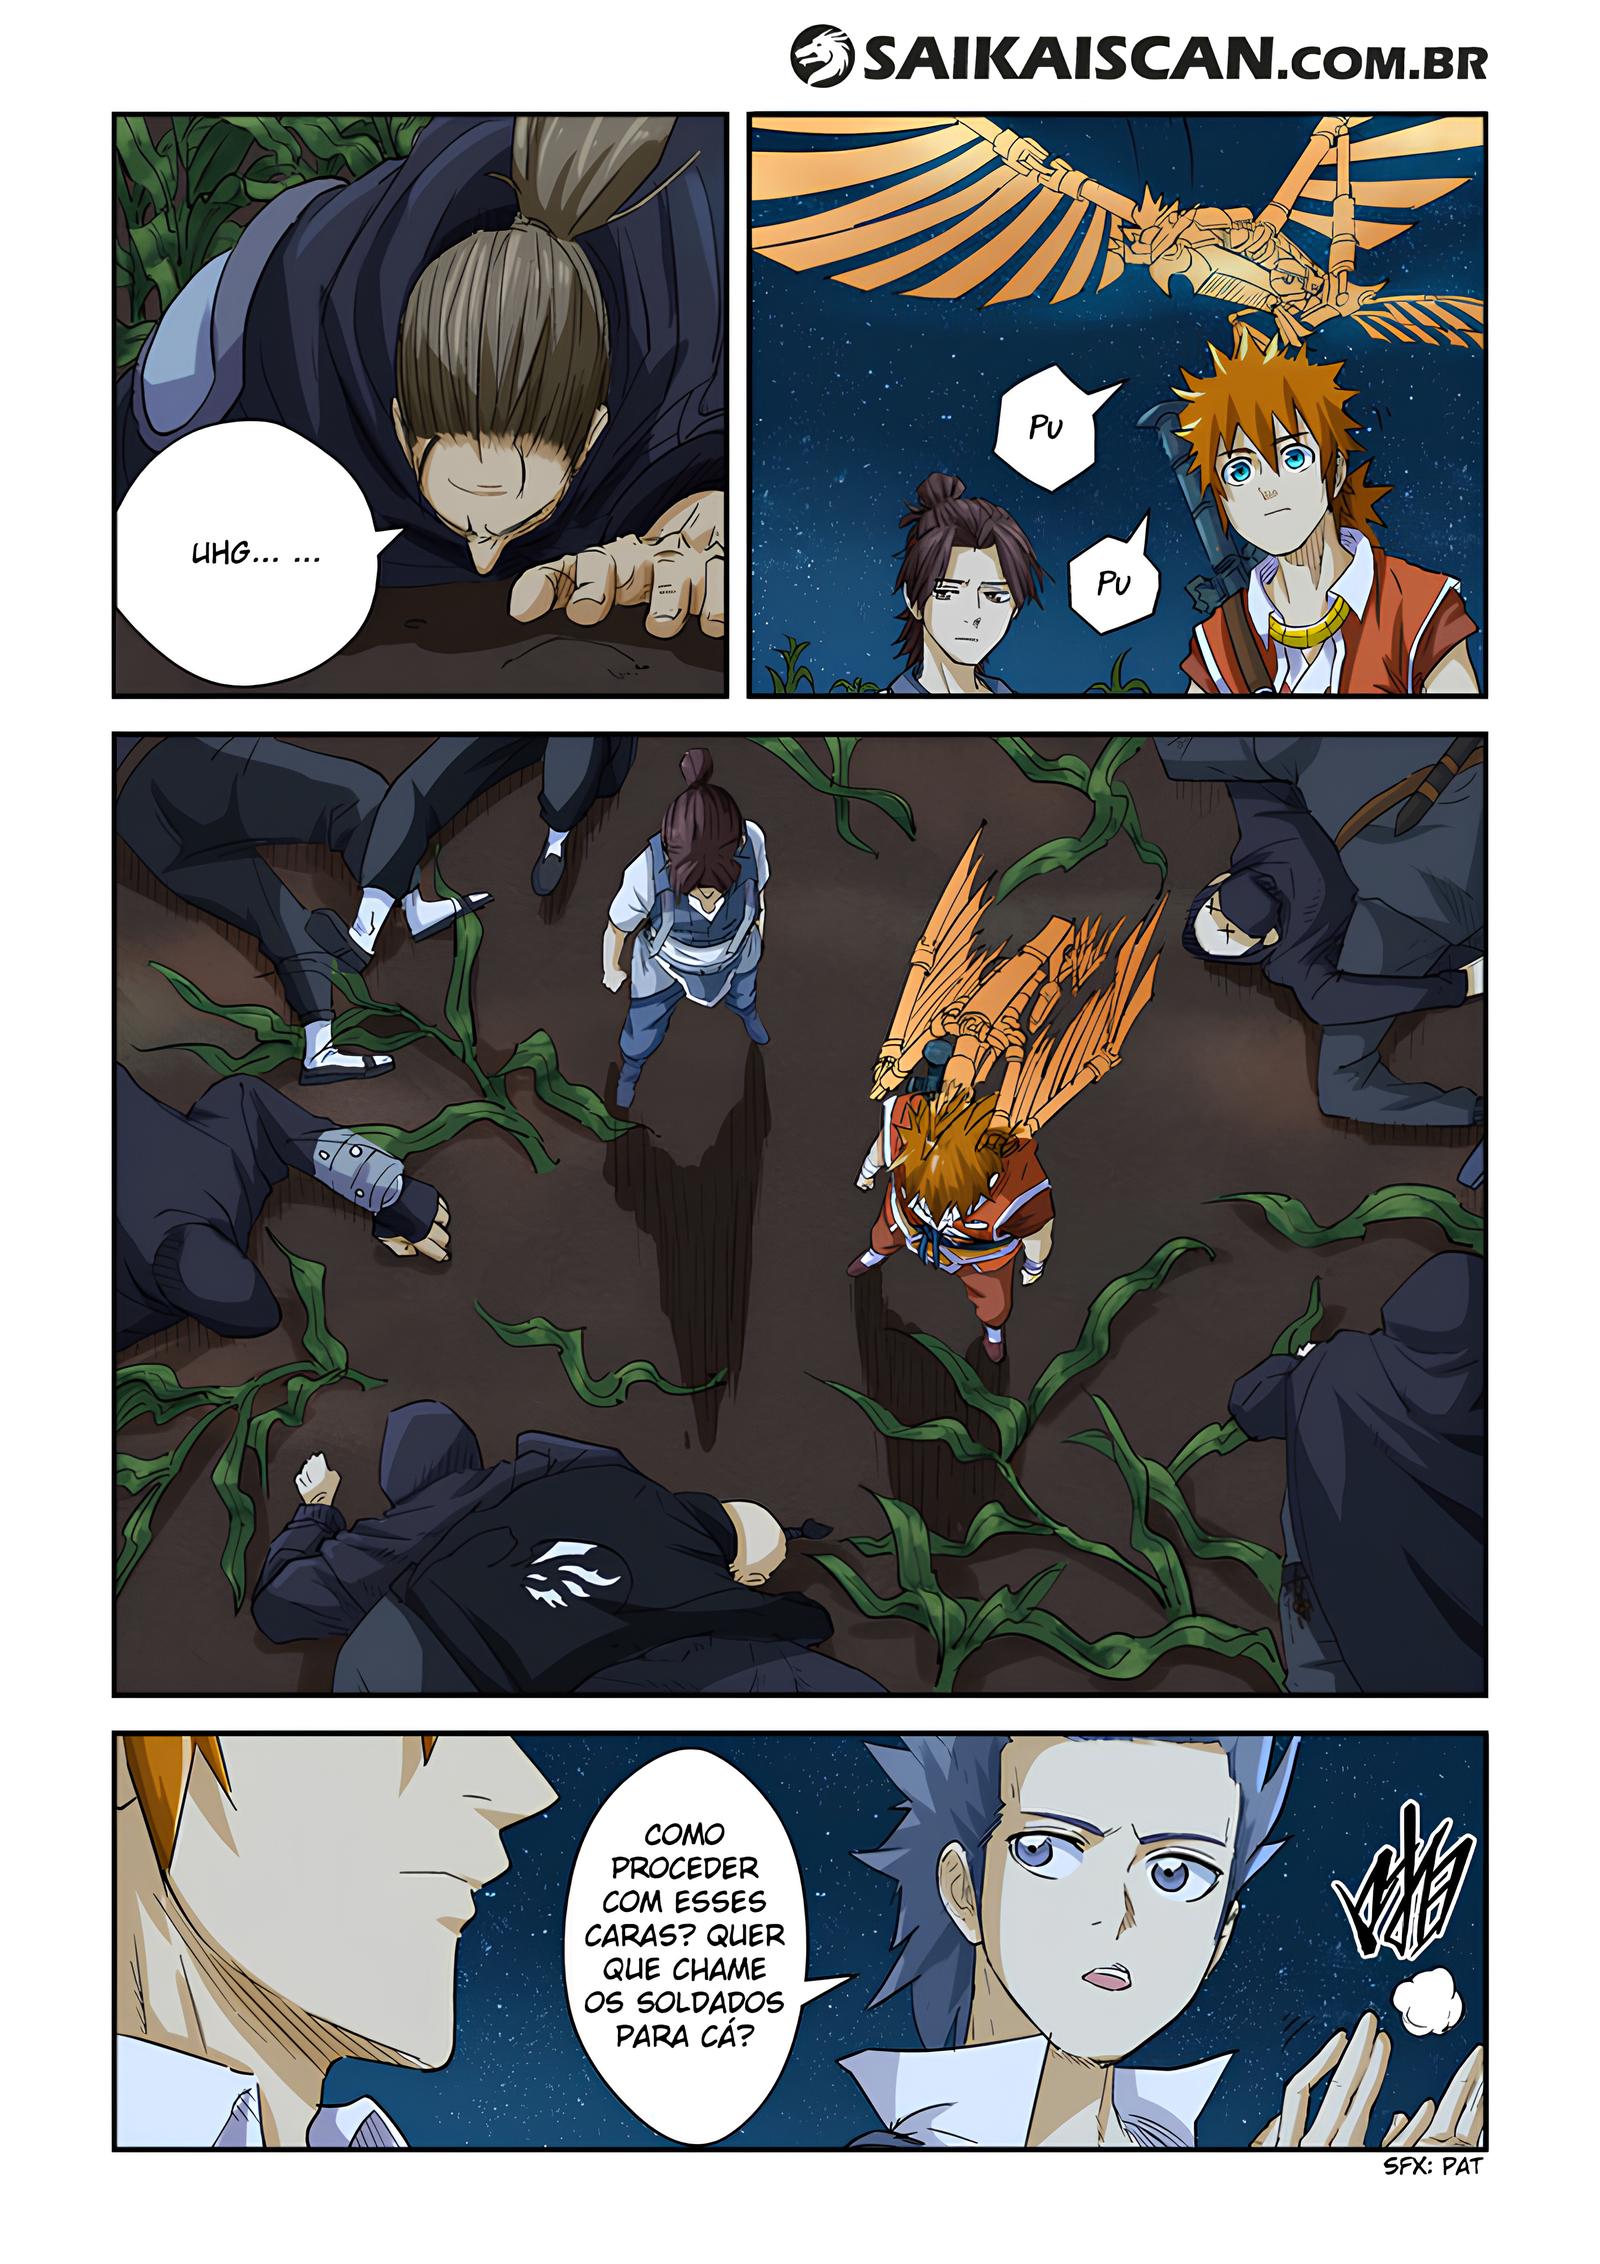 SAIKAISCAN.COM.BR
UHG... ...
PU
PU
COMO
PROCEDER
COM ESSES
CARAS? QUER
QUE CHAME
OS SOLDADOS
PARA CÁ?
SFX: PAT